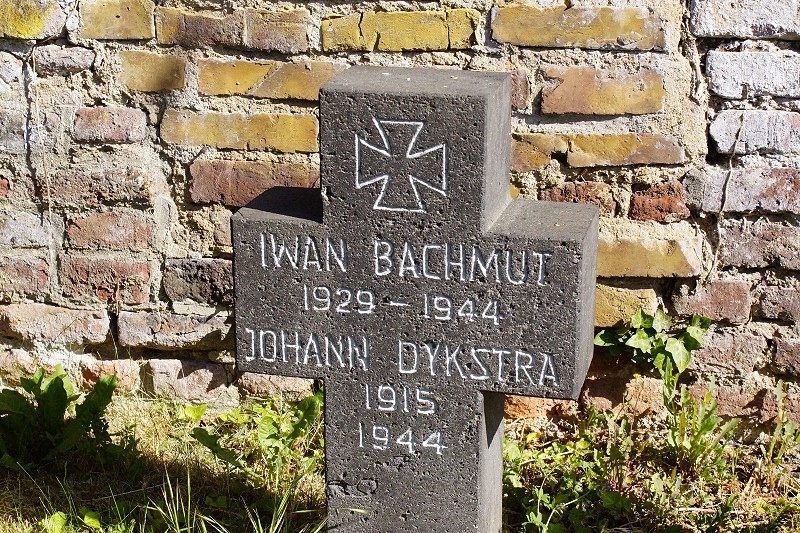 IWAN BACHMUT
1929 – 1944
JOHANN DYKSTRA
1915
1944